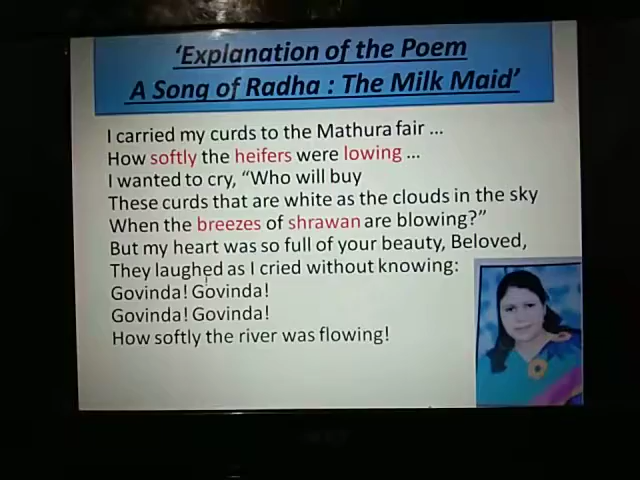 ‘Explanation of the Poem
A Song of Radha : The Milk Maid’
I carried my curds to the Mathura fair ...
How softly the heifers were lowing ...
I wanted to cry, “Who will buy
These curds that are white as the clouds in the sky
When the breezes of shrawan are blowing?”
But my heart was so full of your beauty, Beloved,
They laughed as I cried without knowing:
Govinda! Govinda!
Govinda! Govinda!
How softly the river was flowing!